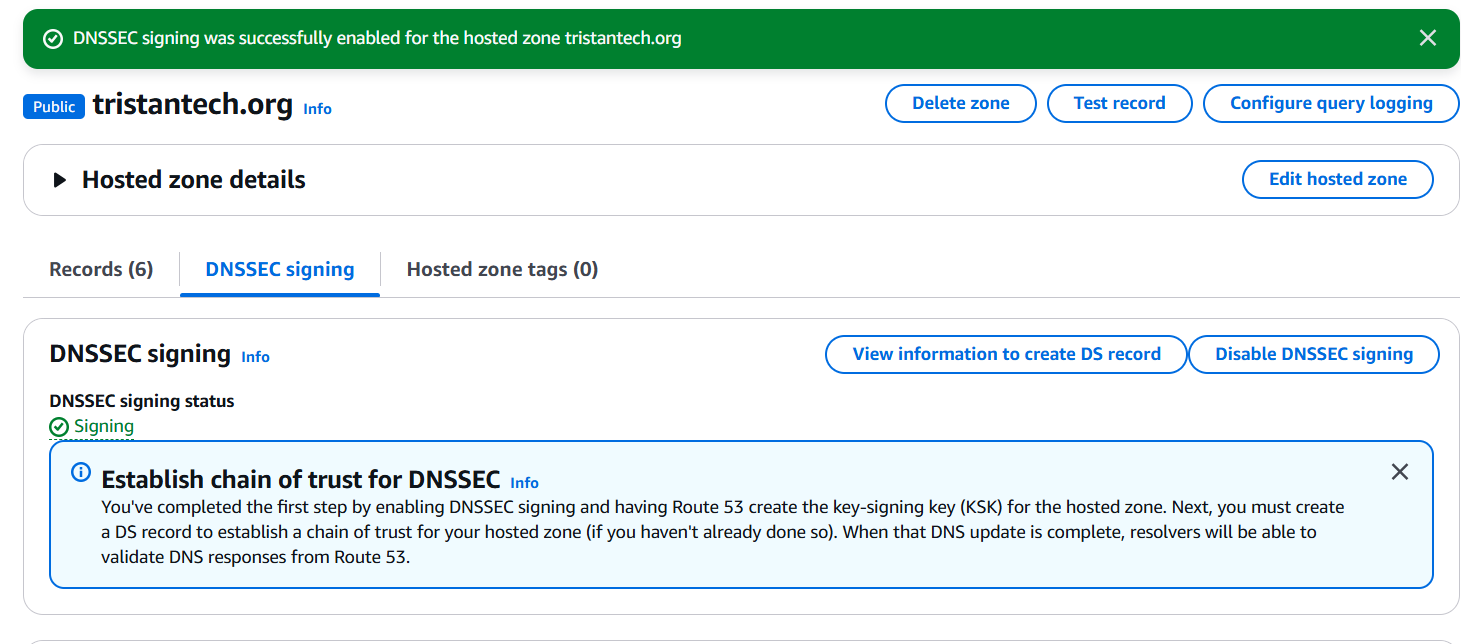 DNSSEC signing was successfully enabled for the hosted zone tristantech.org
Public tristantech.org Info
Delete zone
Test record
Configure query logging
Hosted zone details
Edit hosted zone
Records (6)
DNSSEC signing
Hosted zone tags (0)
DNSSEC signing Info
View information to create DS record
Disable DNSSEC signing
DNSSEC signing status
Signing
Establish chain of trust for DNSSEC Info
You've completed the first step by enabling DNSSEC signing and having Route 53 create the key-signing key (KSK) for the hosted zone. Next, you must create
a DS record to establish a chain of trust for your hosted zone (if you haven't already done so). When that DNS update is complete, resolvers will be able to
validate DNS responses from Route 53.